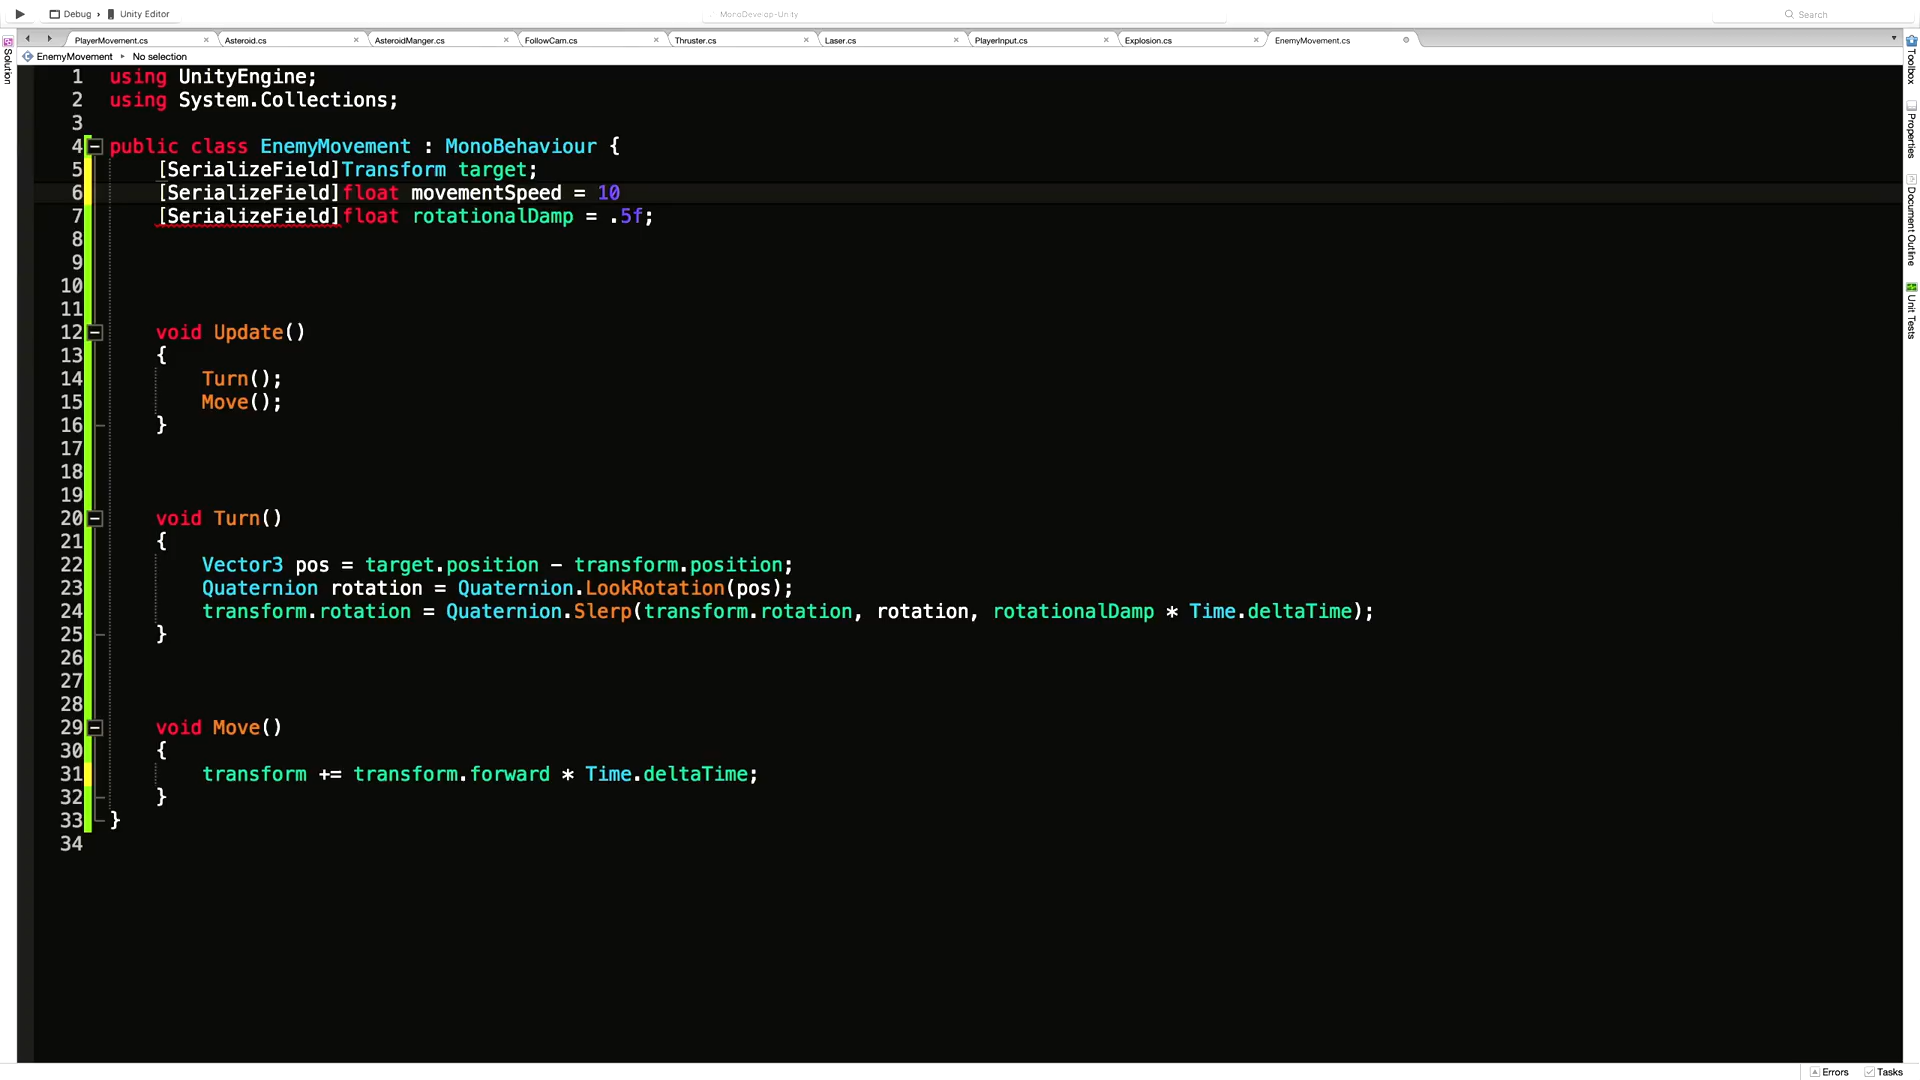 Debug › Unity Editor
MonoDevelop-Unity
Search
PlayerMovement.cs
Asteroid.cs
AsteroidManger.cs
FollowCam.cs
Thruster.cs
Laser.cs
PlayerInput.cs
Explosion.cs
EnemyMovement.cs
EnemyMovement ▸ No selection
Solution
Toolbox
Properties
Document Outline
Unit Tests
1 using UnityEngine;
2 using System.Collections;
3
4 public class EnemyMovement : MonoBehaviour {
5 [SerializeField]Transform target;
6 [SerializeField]float movementSpeed = 10
7 [SerializeField]float rotationalDamp = .5f;
8
9
10
11
12 void Update()
13 {
14 Turn();
15 Move();
16 }
17
18
19
20 void Turn()
21 {
22 Vector3 pos = target.position - transform.position;
23 Quaternion rotation = Quaternion.LookRotation(pos);
24 transform.rotation = Quaternion.Slerp(transform.rotation, rotation, rotationalDamp * Time.deltaTime);
25 }
26
27
28
29 void Move()
30 {
31 transform += transform.forward * Time.deltaTime;
32 }
33 }
34
Errors
Tasks